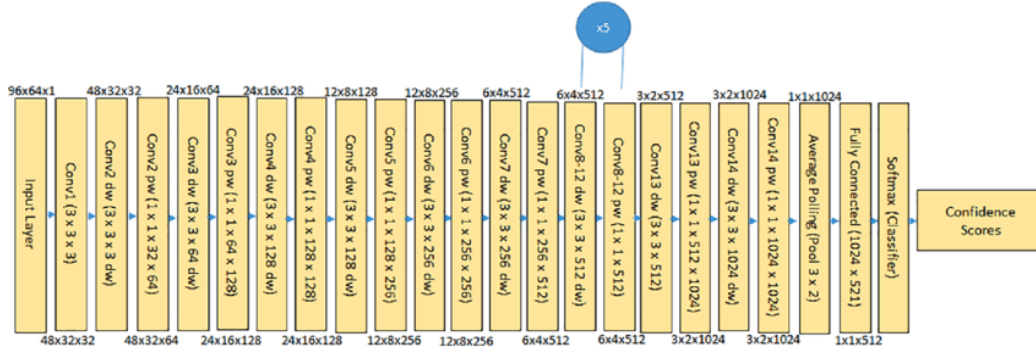 x5
96x64x1
48x32x32
24x16x64
24x16x128
12x8x128
12x8x256
6x4x512
6x4x512
3x2x512
3x2x1024
1x1x1024
Input Layer
Conv1 (3 x 3 x 3)
Conv2 dw (3 x 3 x 3 dw)
Conv2 pw (1 x 1 x 32 x 64)
Conv3 dw (3 x 3 x 64 dw)
Conv3 pw (1 x 1 x 64 x 128)
Conv4 dw (3 x 3 x 128 dw)
Conv4 pw (1 x 1 x 128 x 128)
Conv5 dw (3 x 3 x 128 dw)
Conv5 pw (1 x 1 x 128 x 256)
Conv6 dw (3 x 3 x 256 dw)
Conv6 pw (1 x 1 x 256 x 256)
Conv7 dw (3 x 3 x 256 dw)
Conv7 pw (1 x 1 x 256 x 512)
Conv8-12 dw (3 x 3 x 512 dw)
Conv8-12 pw (1 x 1 x 512)
Conv13 dw (3 x 3 x 512)
Conv13 pw (1 x 1 x 512 x 1024)
Conv14 dw (3 x 3 x 1024 dw)
Conv14 pw (1 x 1 x 1024 x 1024)
Average Polling (Pool 3 x 2)
Fully Connected (1024 x 521)
Softmax (Classifier)
Confidence
Scores
48x32x32
48x32x64
24x16x128
24x16x128
12x8x256
12x8x256
6x4x512
6x4x512
3x2x1024
3x2x1024
1x1x512